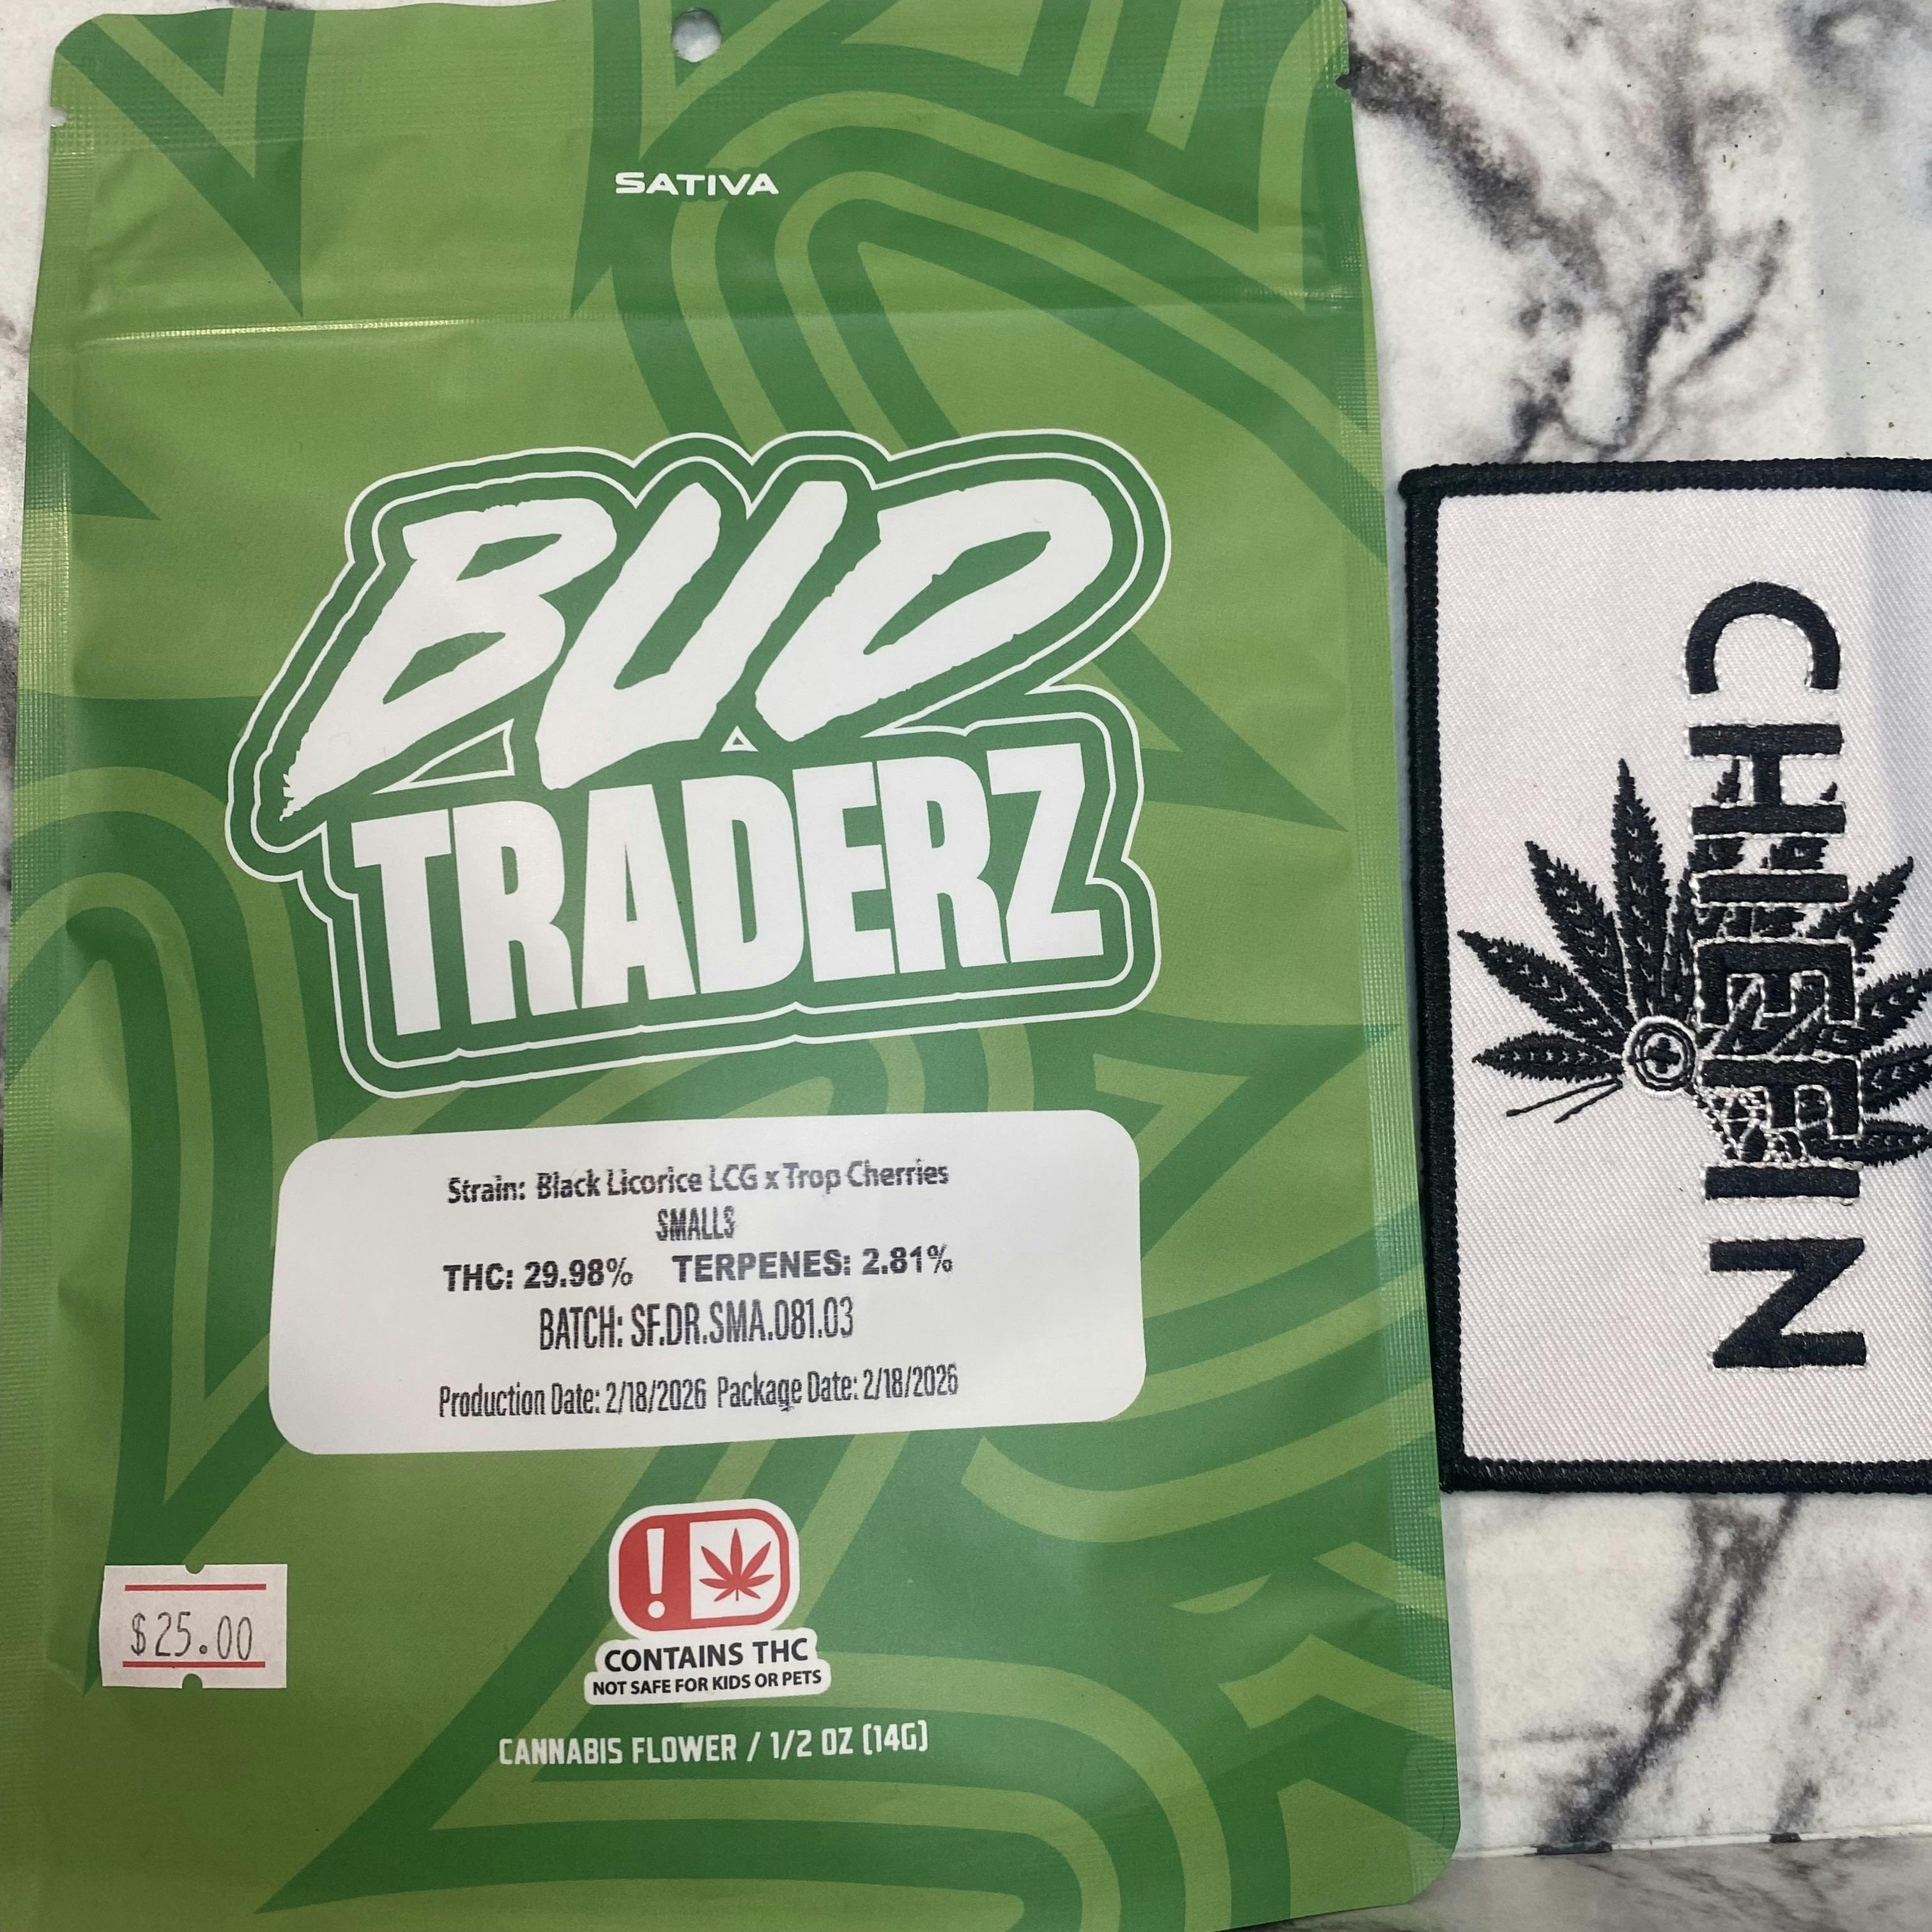 SATIVA
BUD
TRADERZ
Strain: Black Licorice LCG x Trop Cherries
SMALLS
THC: 29.98% TERPENES: 2.81%
BATCH: SF.DR.SMA.081.03
Production Date: 2/18/2026 Package Date: 2/18/2026
$25.00
!
CONTAINS THC
NOT SAFE FOR KIDS OR PETS
CANNABIS FLOWER / 1/2 OZ (14G)
CHIEFIN